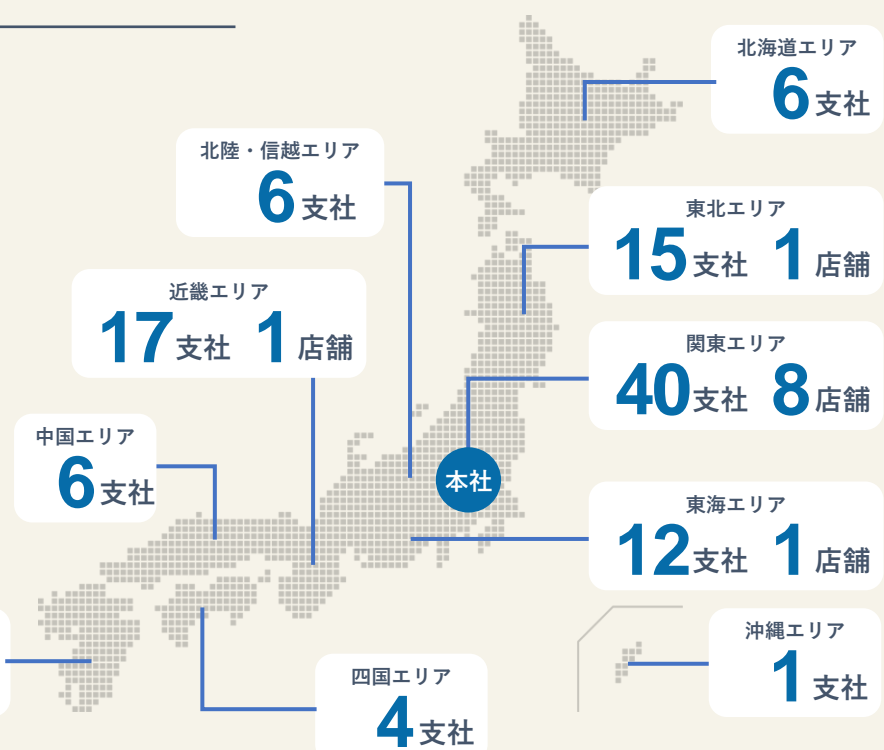 北海道エリア
6支社
北陸・信越エリア
6支社
東北エリア
15支社 1店舗
近畿エリア
17支社 1店舗
関東エリア
40支社 8店舗
中国エリア
6支社
本社
東海エリア
12支社 1店舗
沖縄エリア
1支社
四国エリア
4支社